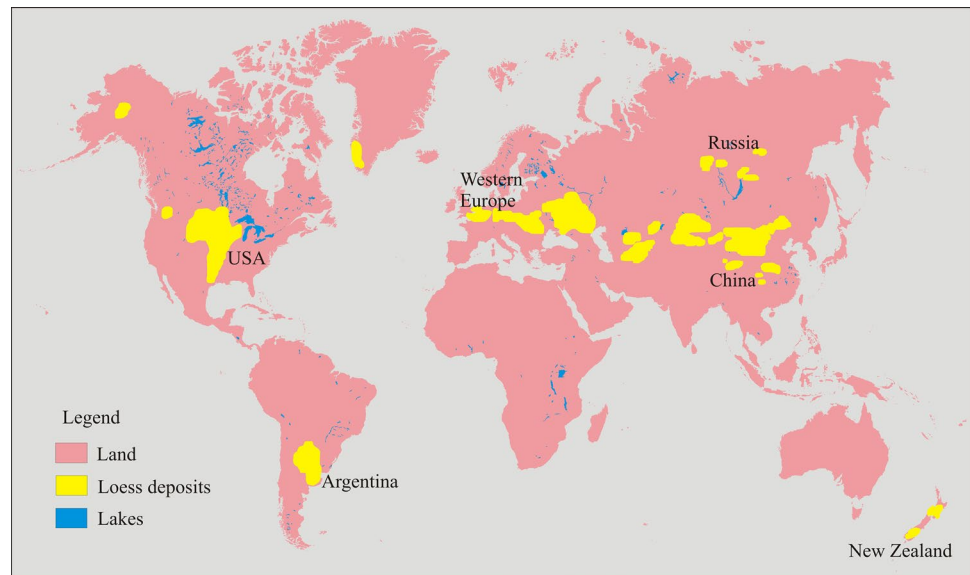 Russia
Western
Europe
USA
China
Legend
Land
Loess deposits
Lakes
Argentina
New Zealand